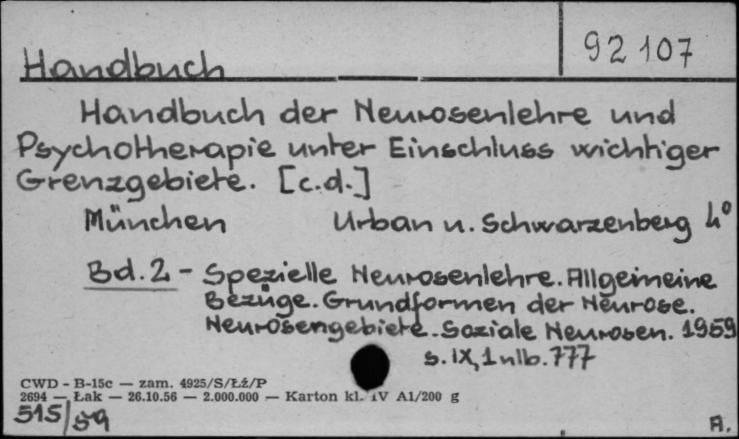 92107
Handbuch
Handbuch der Neurosenlehre und
Psychotherapie unter Einschluss wichtiger
Grenzgebiete. [c.d.]
München Urban u. Schwarzenberg 4°
Bd. 2 - Spezielle Neurosenlehre. Allgemeine
Bezüge. Grundformen der Neurose.
Neurosengebiete. Soziale Neurosen. 1959
s. IX, 1 nlb. 777
CWD - B-15c — zam. 4925/S/Łź/P
2694 — Łak — 26.10.56 — 2.000.000 — Karton kl. IV A1/200 g
515/59
A.